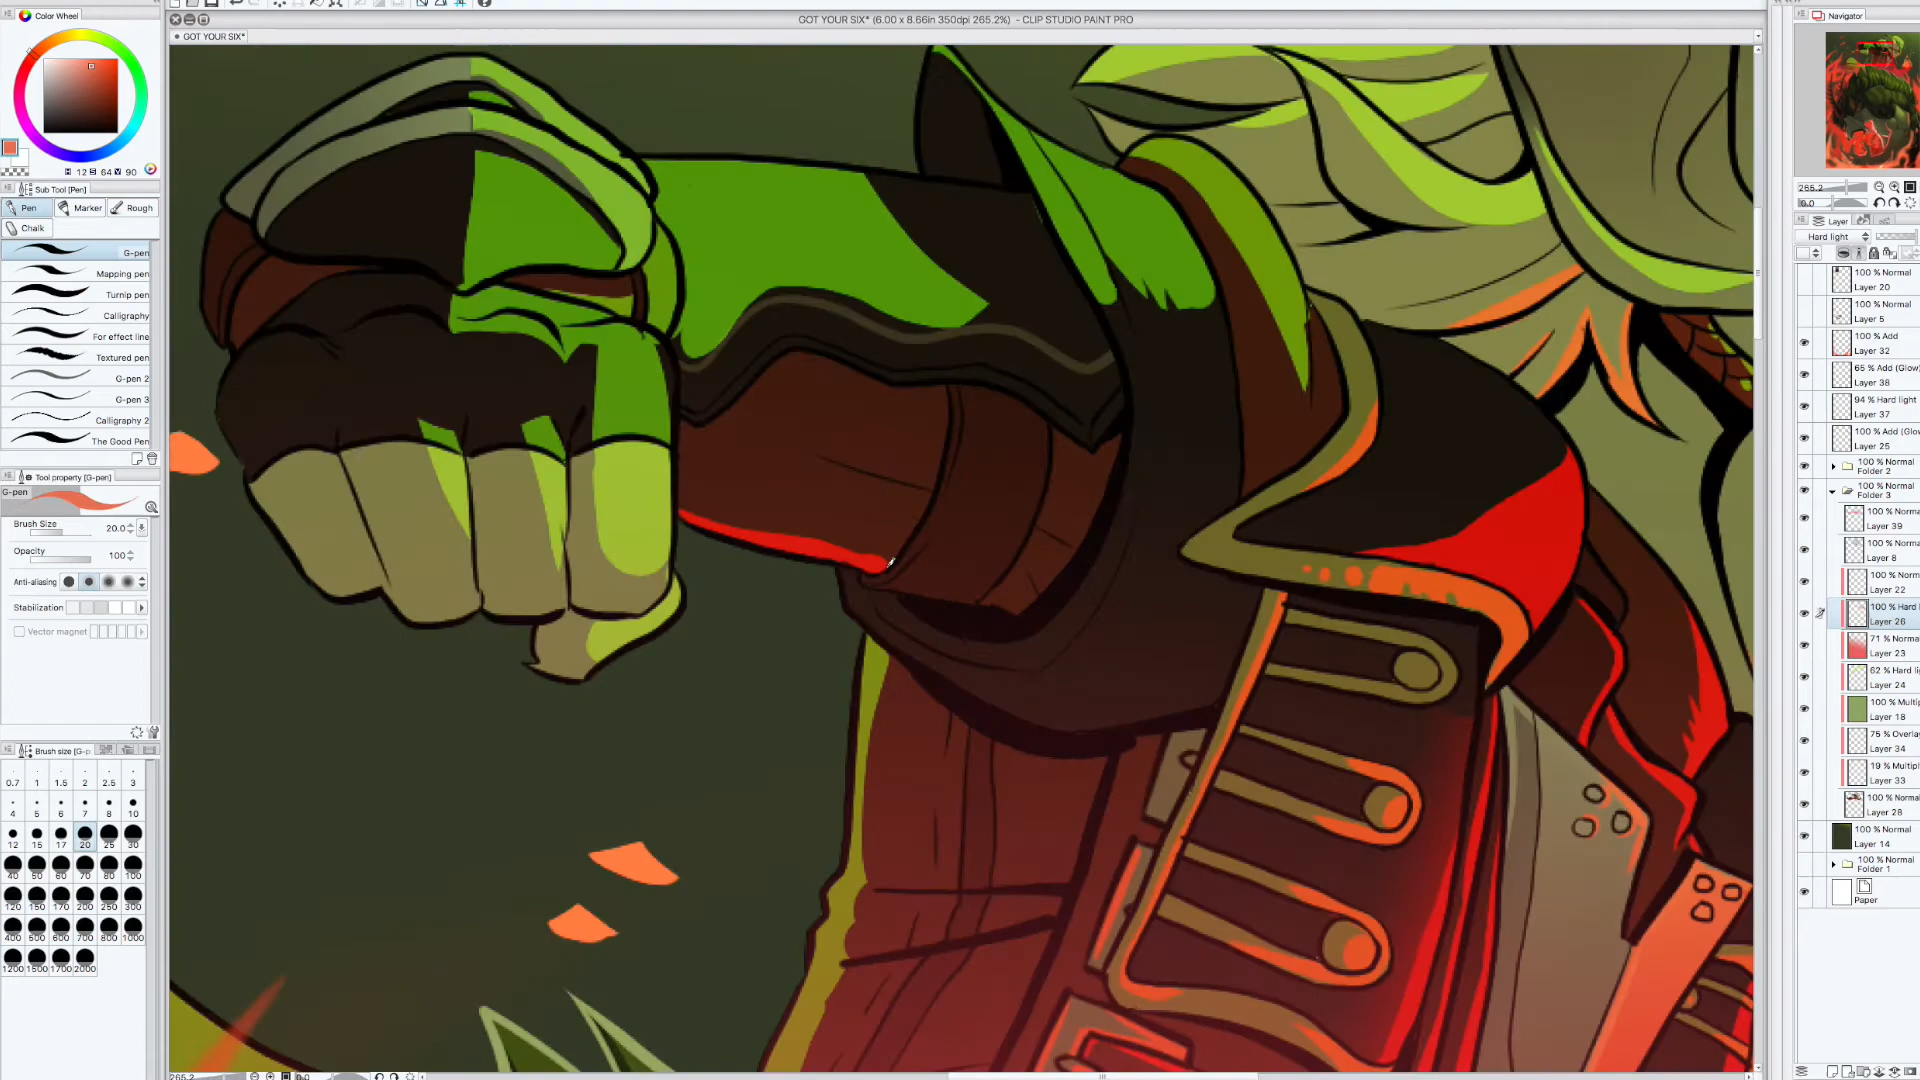 Color Wheel
GOT YOUR SIX* (6.00 x 8.66in 350dpi 265.2%) - CLIP STUDIO PAINT PRO
Navigator
GOT YOUR SIX*
H 12 S 64 V 90
Sub Tool [Pen]
Pen
Marker
Rough
Chalk
G-pen
Mapping pen
Turnip pen
Calligraphy
For effect line
Textured pen
G-pen 2
G-pen 3
Calligraphy 2
The Good Pen
Tool property [G-pen]
G-pen
Brush Size 20.0
Opacity 100
Anti-aliasing
Stabilization
Vector magnet
Brush size [G-p
0.7 1 1.5 2 2.5 3
4 5 6 7 8 10
12 15 17 20 25 30
40 50 60 70 80 100
120 150 170 200 250 300
400 500 600 700 800 1000
1200 1500 1700 2000
265.2
0.0
Layer
Hard light
100 % Normal
Layer 20
100 % Normal
Layer 5
100 % Add
Layer 32
65 % Add (Glow)
Layer 38
94 % Hard light
Layer 37
100 % Add (Glow
Layer 25
100 % Normal
Folder 2
100 % Normal
Folder 3
100 % Norma
Layer 39
100 % Norma
Layer 8
100 % Norma
Layer 22
100 % Hard l
Layer 26
71 % Normal
Layer 23
62 % Hard lig
Layer 24
100 % Multip
Layer 18
75 % Overlay
Layer 34
19 % Multipl
Layer 33
100 % Norma
Layer 28
100 % Normal
Layer 14
100 % Normal
Folder 1
Paper
265.2
0.0